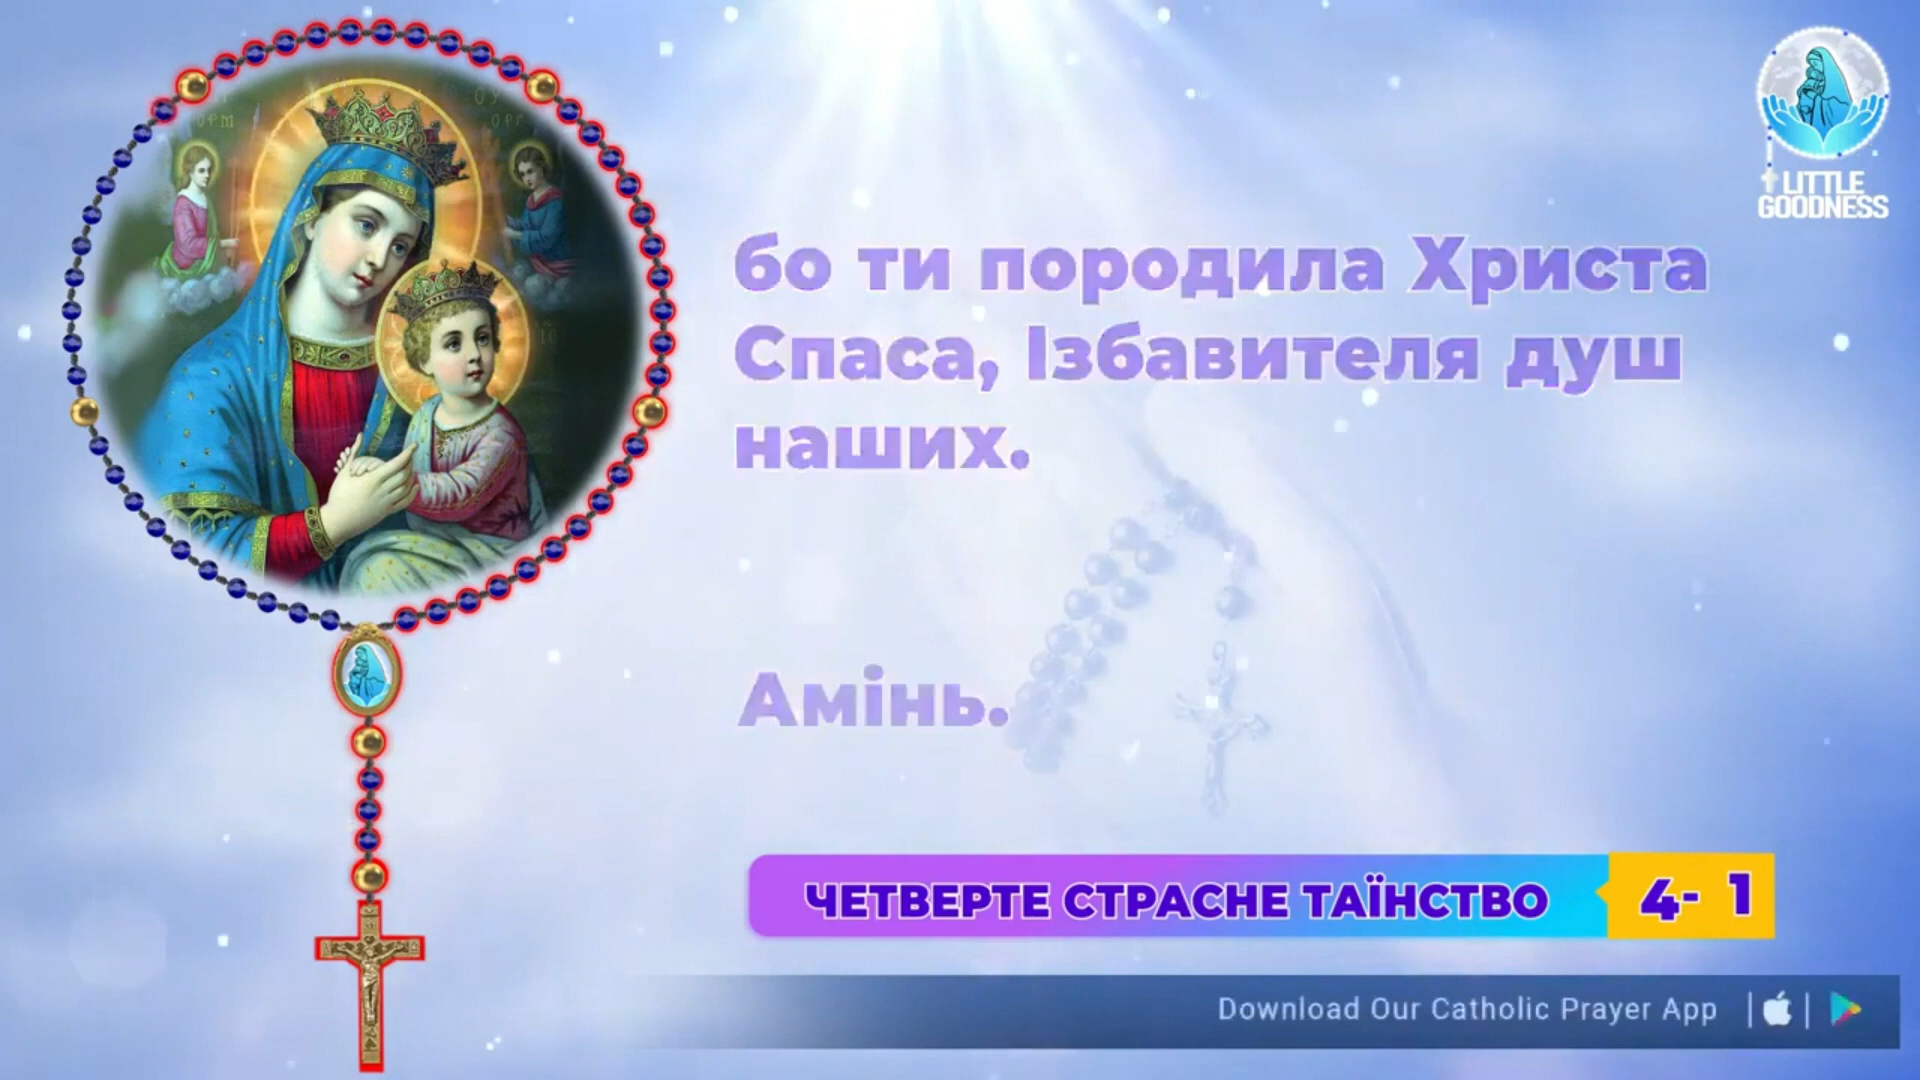 LITTLE
GOODNESS
бо ти породила Христа
Спаса, Ізбавителя душ
наших.
Амінь.
ЧЕТВЕРТЕ СТРАСНЕ ТАЇНСТВО 4- 1
Download Our Catholic Prayer App